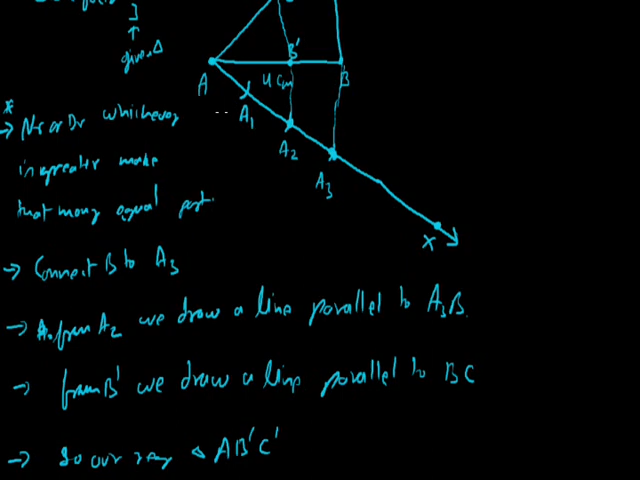 given Δ
B'
A
4 cm
B
A1
A2
A3
X
* → Nr or Dr whichever
is greater make
that many equal part.
→ Connect B to A3
→ from A2 we draw a line parallel to A3B.
→ from B' we draw a line parallel to BC
→ So our req Δ AB'C'